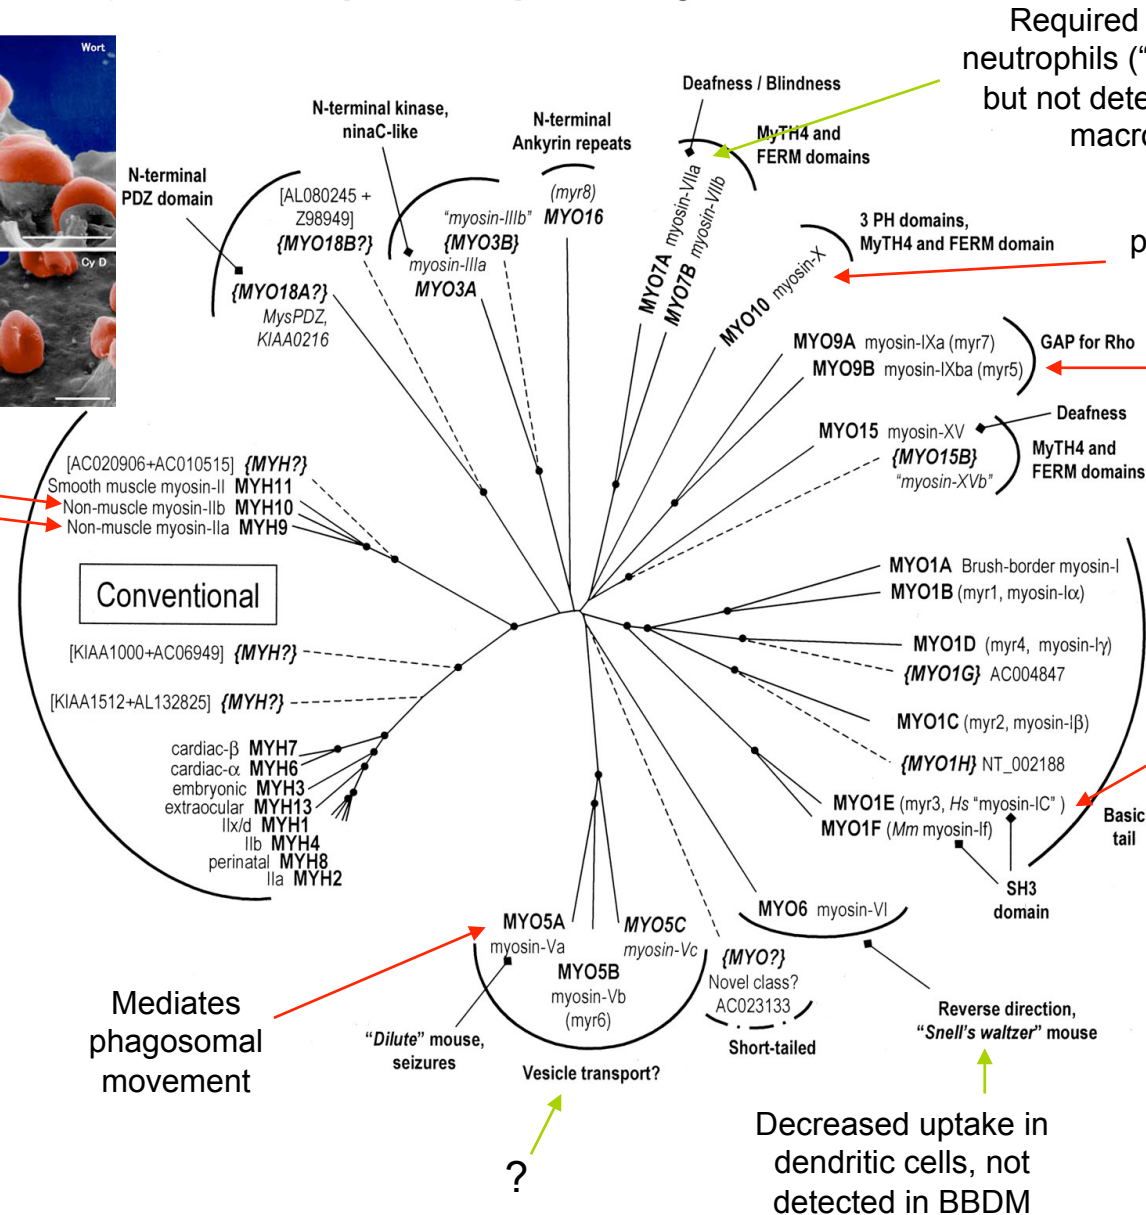 Required
neutrophils (“
but not dete
macro
Wort
Cy D
N-terminal
PDZ domain
[AL080245 +
Z98949]
{MYO18B?}
{MYO18A?}
MysPDZ,
KIAA0216
N-terminal kinase,
ninaC-like
“myosin-IIIb”
{MYO3B}
myosin-IIIa
MYO3A
N-terminal
Ankyrin repeats
(myr8)
MYO16
Deafness / Blindness
MyTH4 and
FERM domains
MYO7A myosin-VIIa
MYO7B myosin-VIIb
3 PH domains,
MyTH4 and FERM domain
p
MYO10 myosin-X
MYO9A myosin-IXa (myr7)
MYO9B myosin-IXba (myr5)
GAP for Rho
Deafness
MYO15 myosin-XV
{MYO15B}
“myosin-XVb”
MyTH4 and
FERM domains
[AC020906+AC010515] {MYH?}
Smooth muscle myosin-II MYH11
Non-muscle myosin-IIb MYH10
Non-muscle myosin-IIa MYH9
Conventional
[KIAA1000+AC06949] {MYH?}
[KIAA1512+AL132825] {MYH?}
cardiac-β MYH7
cardiac-α MYH6
embryonic MYH3
extraocular MYH13
IIx/d MYH1
IIb MYH4
perinatal MYH8
IIa MYH2
MYO1A Brush-border myosin-I
MYO1B (myr1, myosin-Iα)
MYO1D (myr4, myosin-Iγ)
{MYO1G} AC004847
MYO1C (myr2, myosin-Iβ)
{MYO1H} NT_002188
MYO1E (myr3, Hs “myosin-IC” )
MYO1F (Mm myosin-If)
Basic
tail
SH3
domain
MYO6 myosin-VI
Reverse direction,
“Snell’s waltzer” mouse
{MYO?}
Novel class?
AC023133
Short-tailed
MYO5A
myosin-Va
MYO5B
myosin-Vb
(myr6)
MYO5C
myosin-Vc
“Dilute” mouse,
seizures
Vesicle transport?
Mediates
phagosomal
movement
?
Decreased uptake in
dendritic cells, not
detected in BBDM